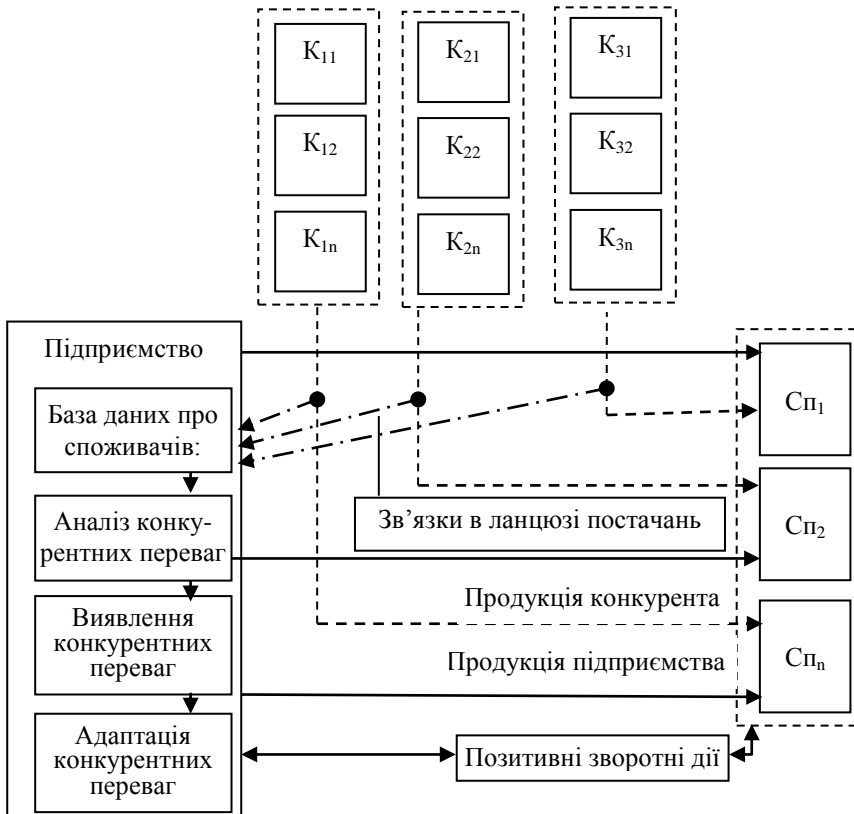 К₁₁
К₂₁
К₃₁
К₁₂
К₂₂
К₃₂
К₁ₙ
К₂ₙ
К₃ₙ
Підприємство
База даних про
споживачів:
Аналіз конку-
рентних переваг
Виявлення
конкурентних
переваг
Адаптація
конкурентних
переваг
Зв’язки в ланцюзі постачань
Продукція конкурента
Продукція підприємства
Позитивні зворотні дії
Сп₁
Сп₂
Спₙ